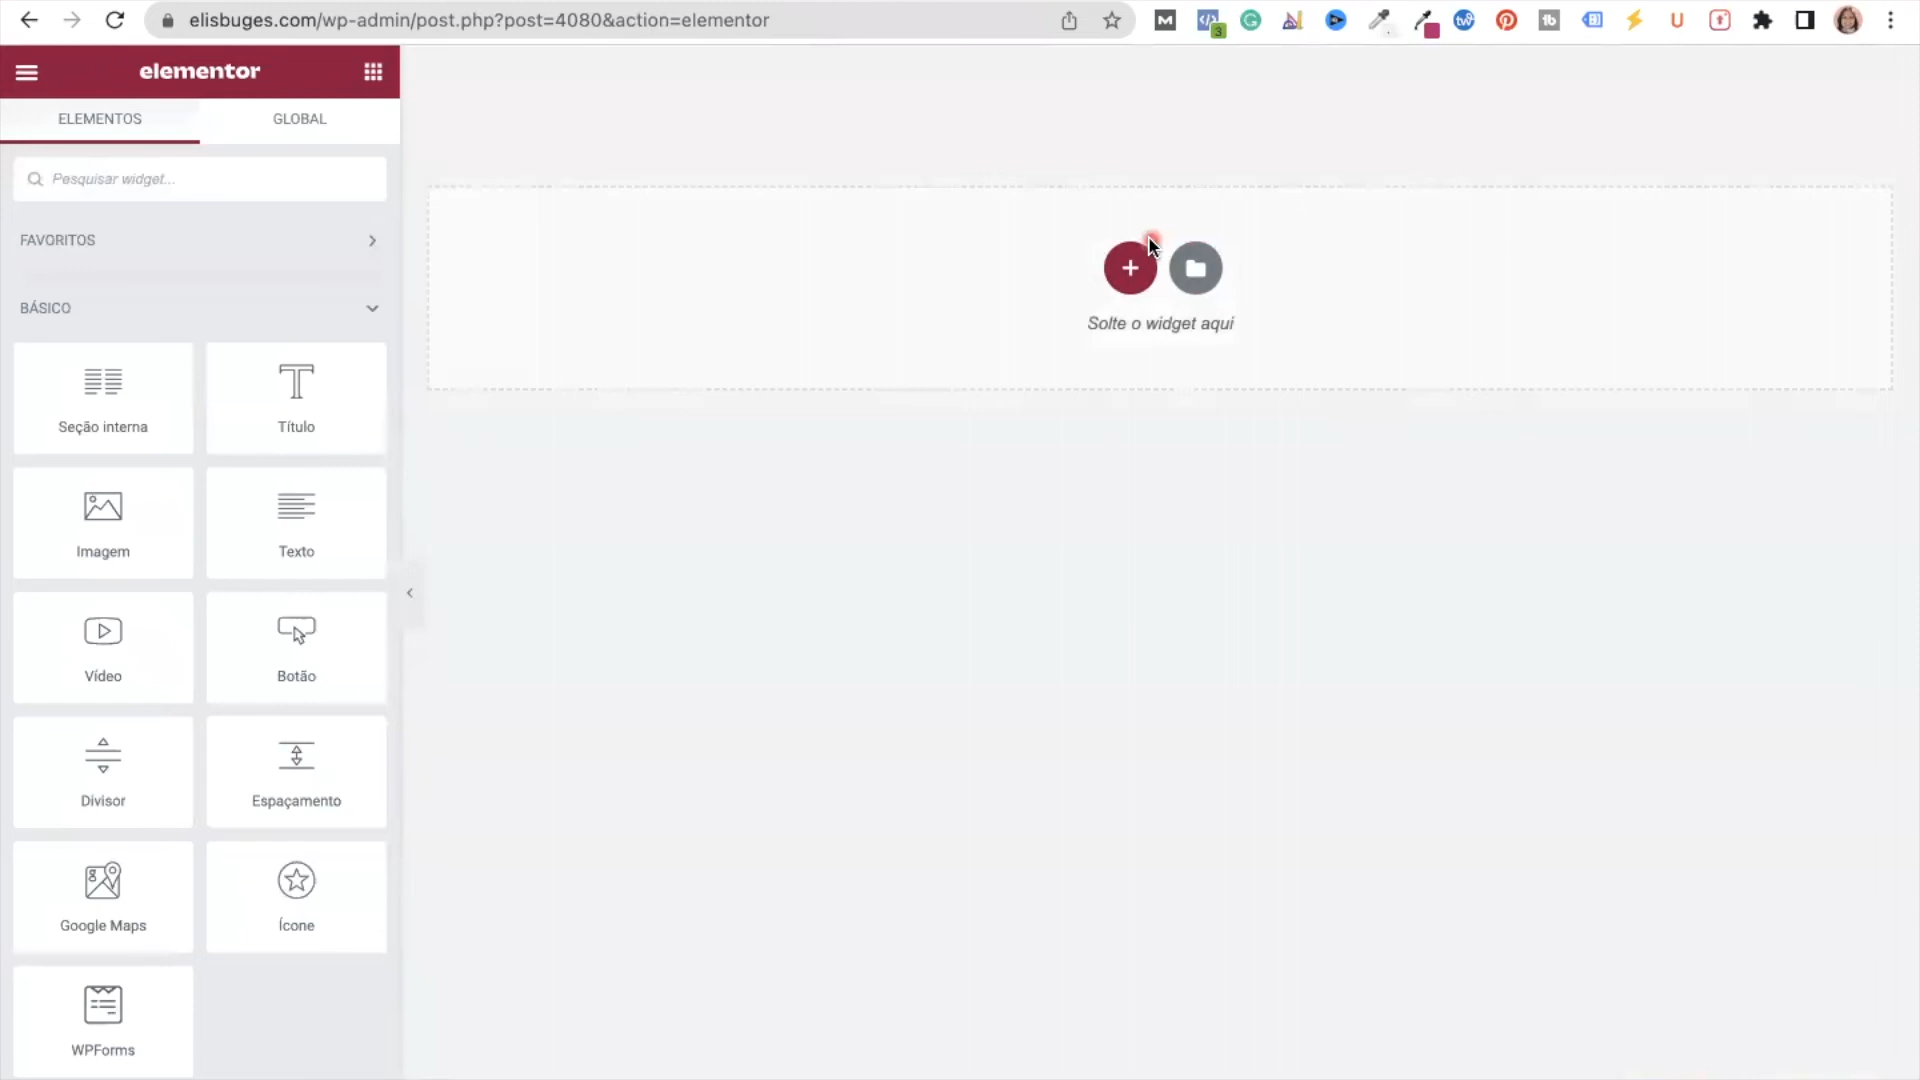 elisbuges.com/wp-admin/post.php?post=4080&action=elementor
3
elementor
ELEMENTOS
GLOBAL
Pesquisar widget...
FAVORITOS
BÁSICO
Seção interna
Título
Imagem
Texto
Vídeo
Botão
Divisor
Espaçamento
Google Maps
Ícone
WPForms
Solte o widget aqui